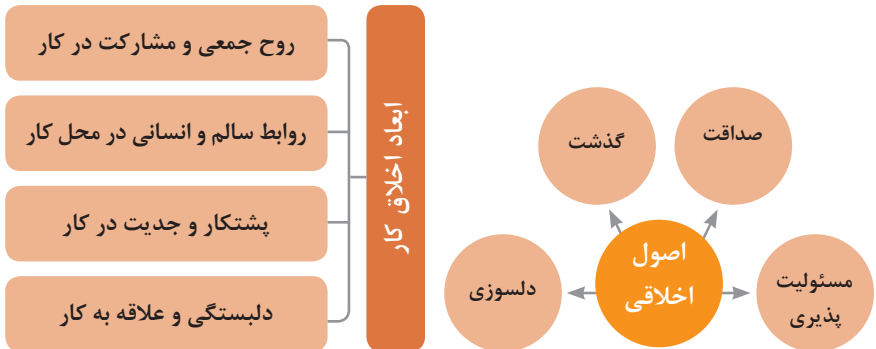 صداقت
گذشت
اصول
اخلاقی
مسئولیت
پذیری
دلسوزی
ابعاد اخلاق کار
روح جمعی و مشارکت در کار
روابط سالم و انسانی در محل کار
پشتکار و جدیت در کار
دلبستگی و علاقه به کار